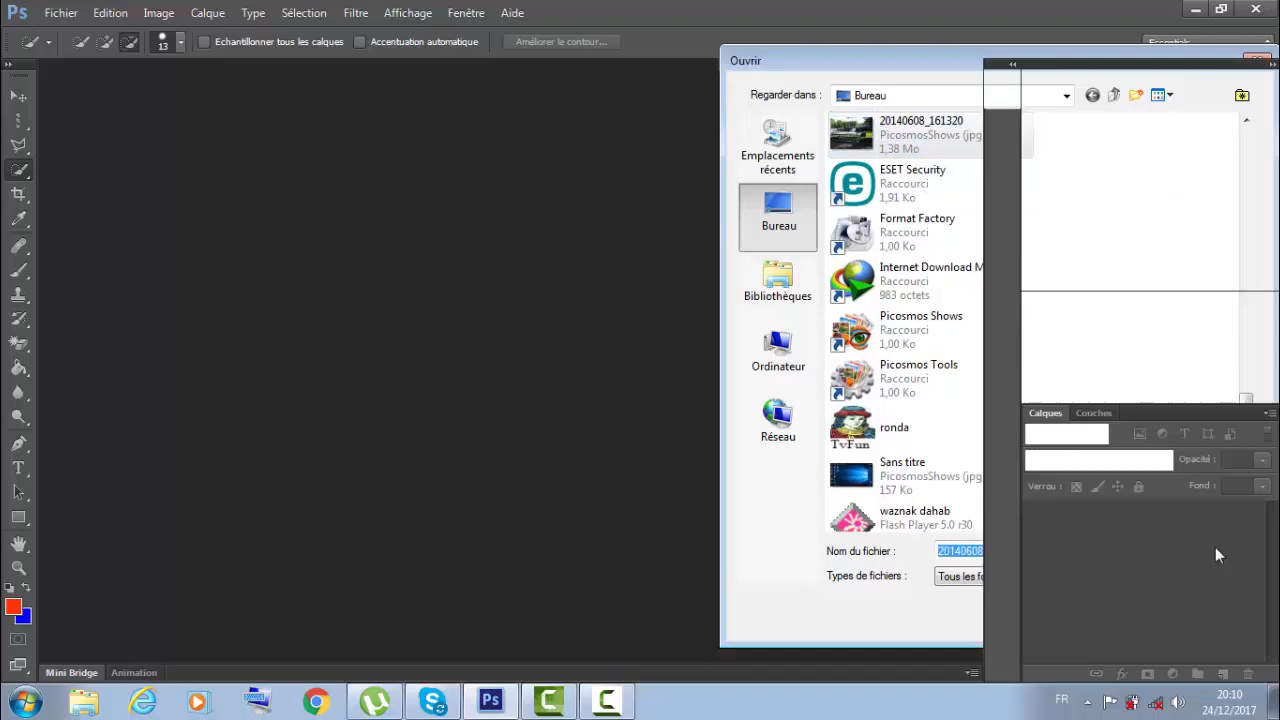 Ps Fichier Edition Image Calque Type Sélection Filtre Affichage Fenêtre Aide
13 Echantillonner tous les calques Accentuation automatique Améliorer le contour... Essentials
Ouvrir
Regarder dans : Bureau
Emplacements récents
Bureau
Bibliothèques
Ordinateur
Réseau
20140608_161320
PicosmosShows (jpg
1,38 Mo
ESET Security
Raccourci
1,91 Ko
Format Factory
Raccourci
1,00 Ko
Internet Download M
Raccourci
983 octets
Picosmos Shows
Raccourci
1,00 Ko
Picosmos Tools
Raccourci
1,00 Ko
TvFun
ronda
Sans titre
PicosmosShows (jpg
157 Ko
waznak dahab
Flash Player 5.0 r30
Nom du fichier : 20140608
Types de fichiers : Tous les fo
Calques Couches
Opacité :
Verrou : Fond :
fx
Mini Bridge Animation
Ps
FR
20:10
24/12/2017